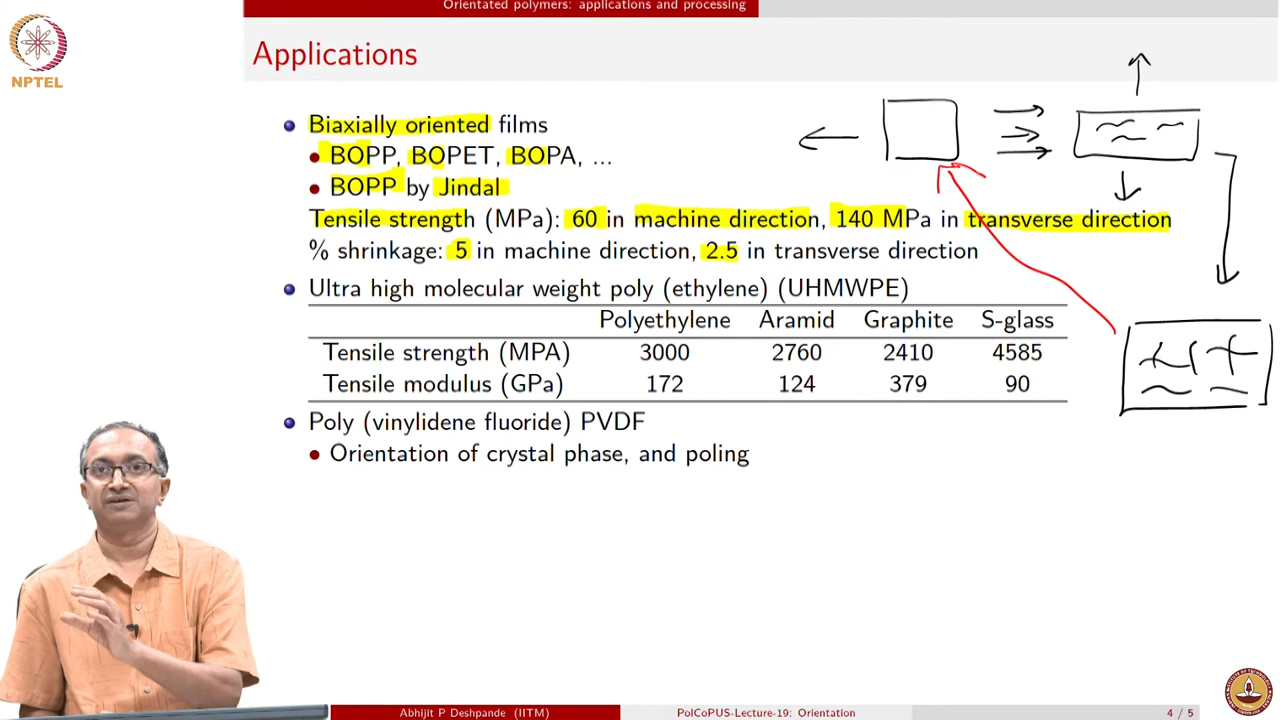 Orientated polymers: applications and processing
Applications
NPTEL
Biaxially oriented films
BOPP, BOPET, BOPA, ...
BOPP by Jindal
Tensile strength (MPa): 60 in machine direction, 140 MPa in transverse direction
% shrinkage: 5 in machine direction, 2.5 in transverse direction
Ultra high molecular weight poly (ethylene) (UHMWPE)
Polyethylene Aramid Graphite S-glass
Tensile strength (MPA) 3000 2760 2410 4585
Tensile modulus (GPa) 172 124 379 90
Poly (vinylidene fluoride) PVDF
Orientation of crystal phase, and poling
Abhijit P Deshpande (IITM) PolCoPUS-Lecture-19: Orientation 4 / 5